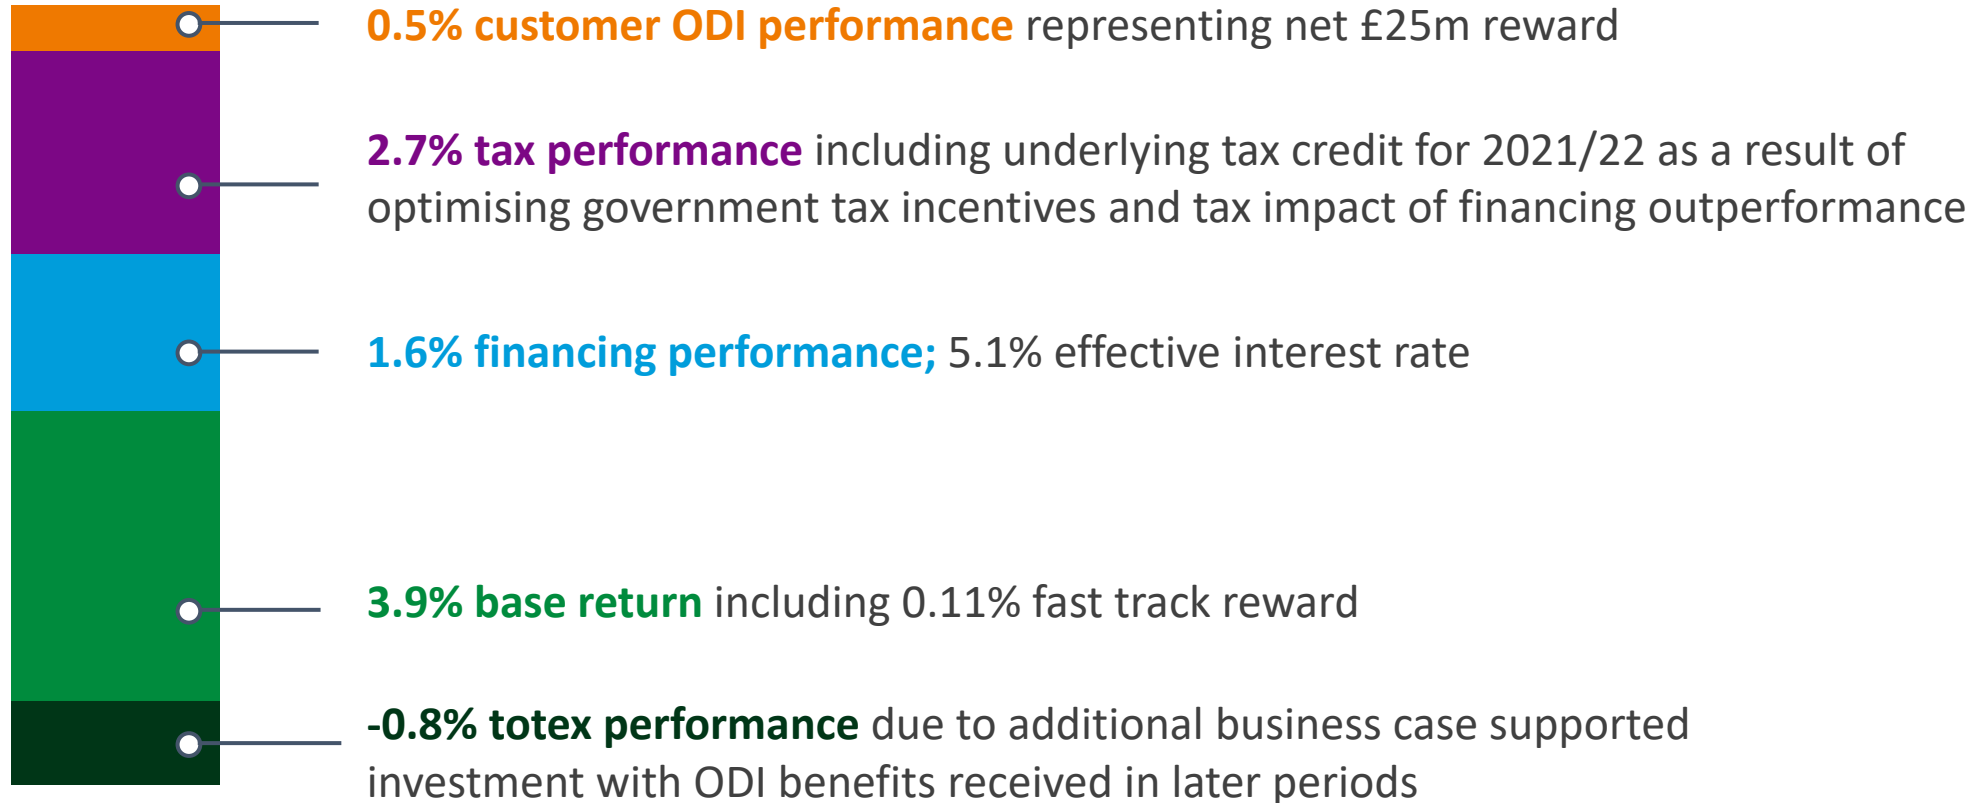 0.5% customer ODI performance representing net £25m reward
2.7% tax performance including underlying tax credit for 2021/22 as a result of
optimising government tax incentives and tax impact of financing outperformance
1.6% financing performance; 5.1% effective interest rate
3.9% base return including 0.11% fast track reward
-0.8% totex performance due to additional business case supported
investment with ODI benefits received in later periods